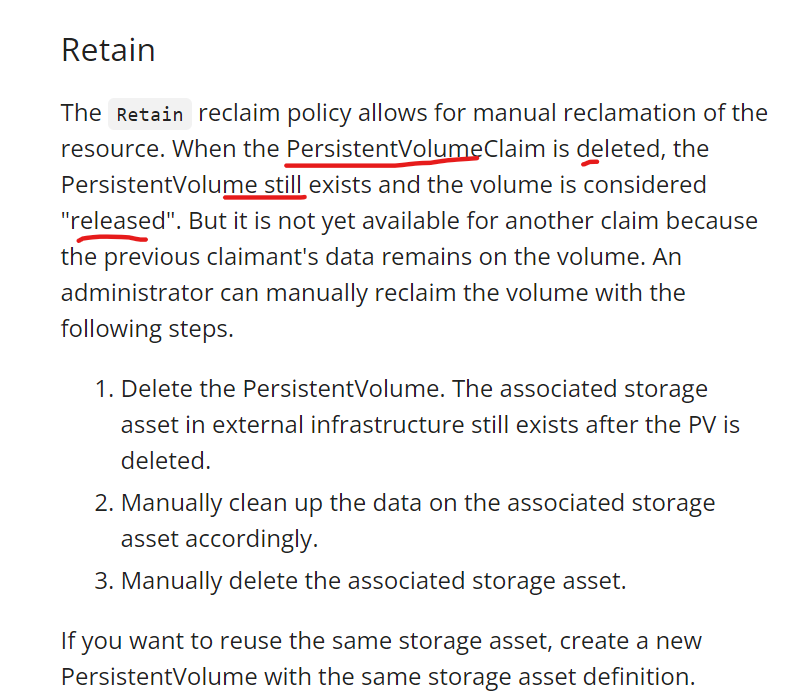 Retain
The Retain reclaim policy allows for manual reclamation of the
resource. When the PersistentVolumeClaim is deleted, the
PersistentVolume still exists and the volume is considered
"released". But it is not yet available for another claim because
the previous claimant's data remains on the volume. An
administrator can manually reclaim the volume with the
following steps.
1. Delete the PersistentVolume. The associated storage
asset in external infrastructure still exists after the PV is
deleted.
2. Manually clean up the data on the associated storage
asset accordingly.
3. Manually delete the associated storage asset.
If you want to reuse the same storage asset, create a new
PersistentVolume with the same storage asset definition.